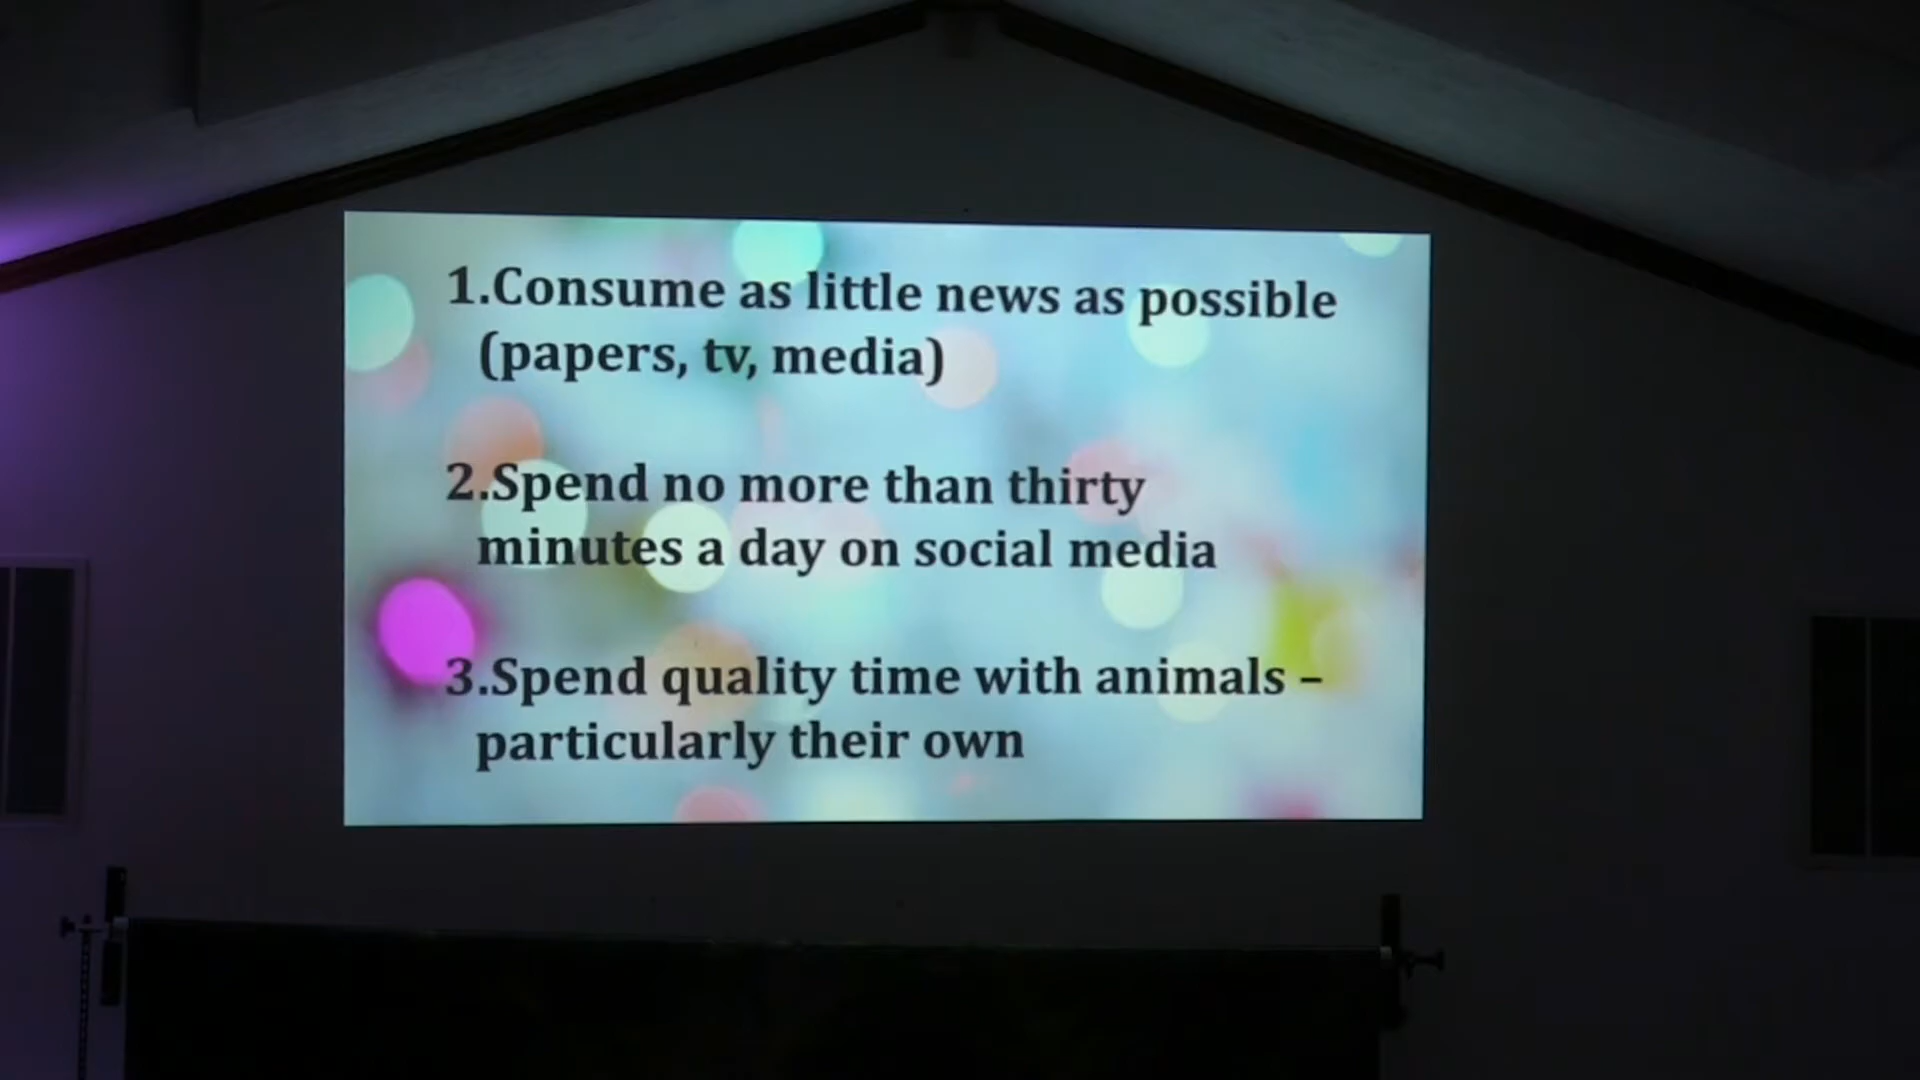 1.Consume as little news as possible
(papers, tv, media)
2.Spend no more than thirty
minutes a day on social media
3.Spend quality time with animals –
particularly their own